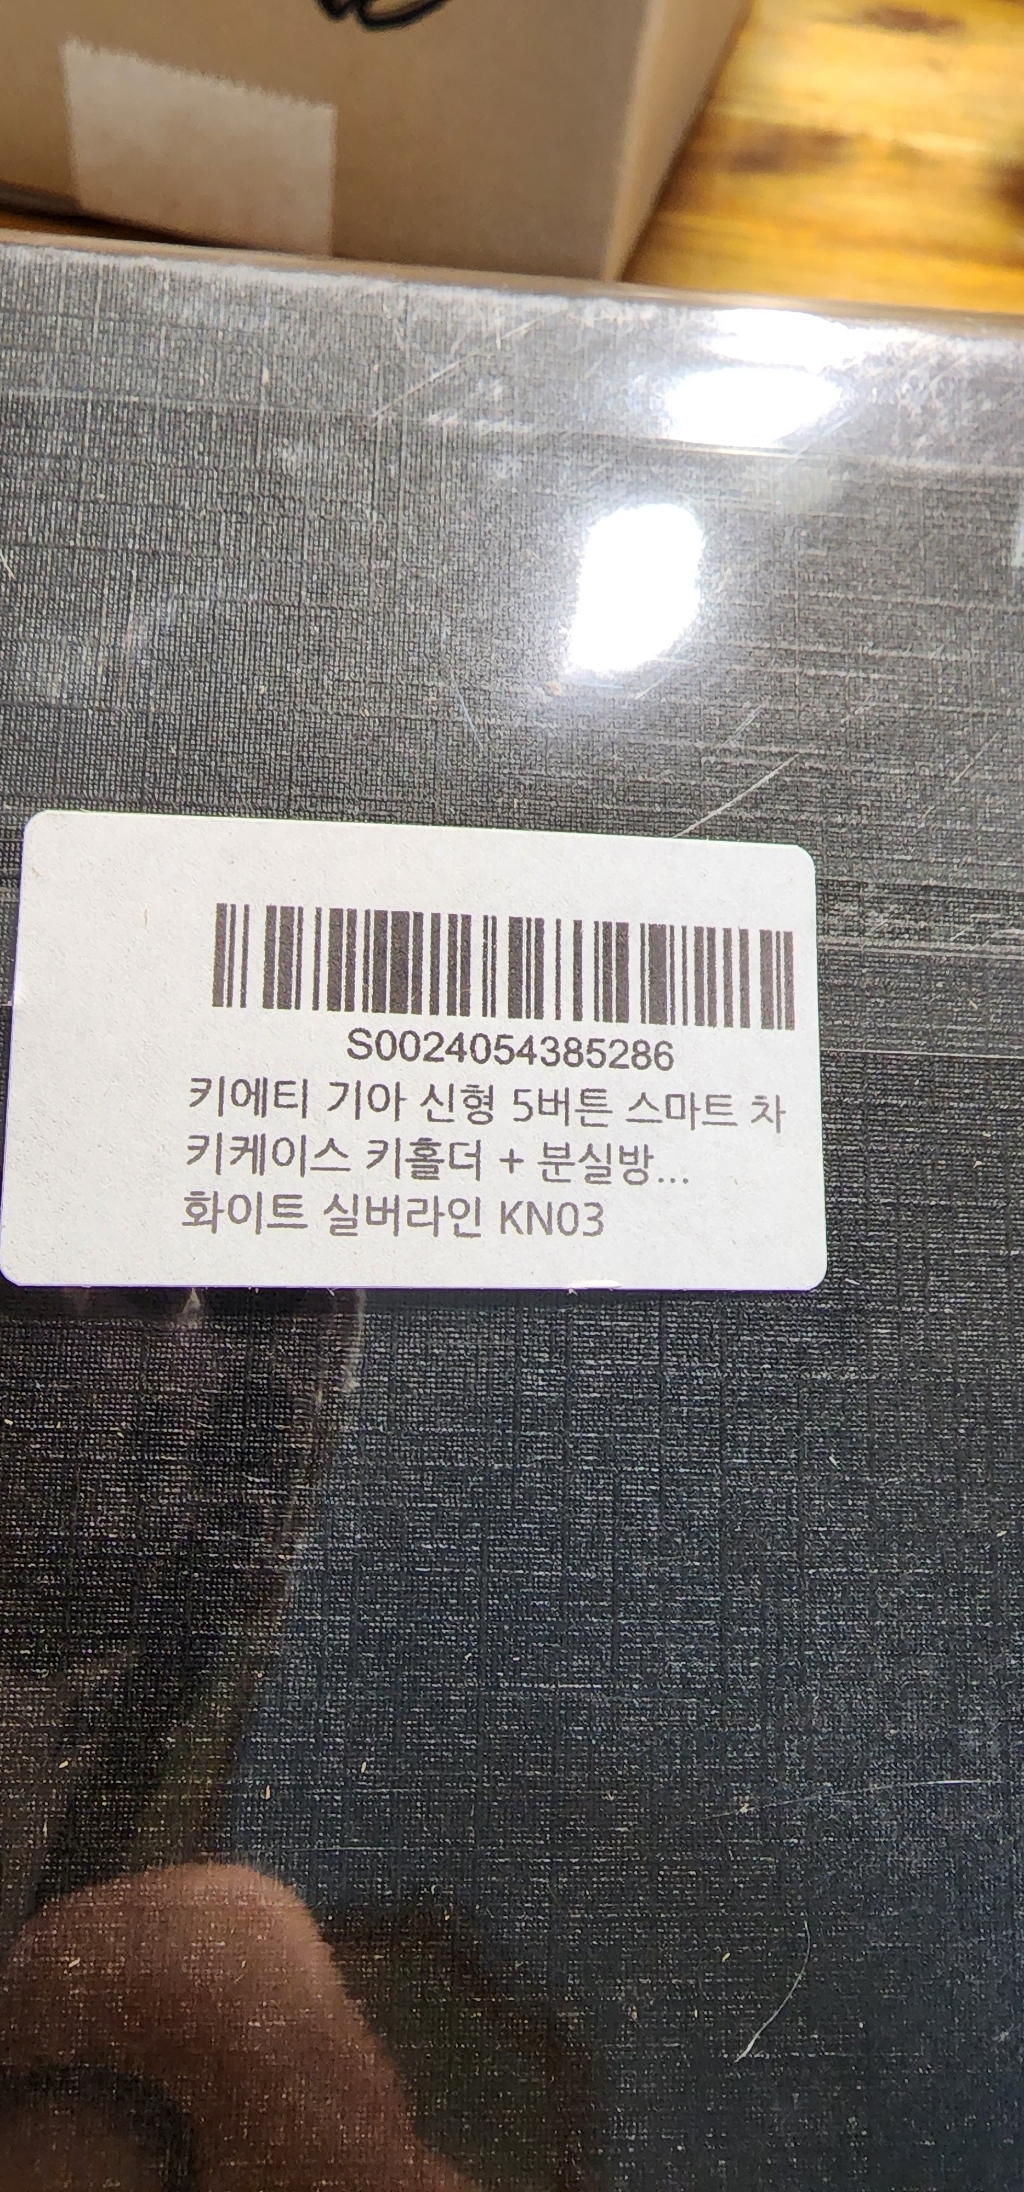 S0024054385286
키에티 기아 신형 5버튼 스마트 차
키케이스 키홀더 + 분실방...
화이트 실버라인 KN03